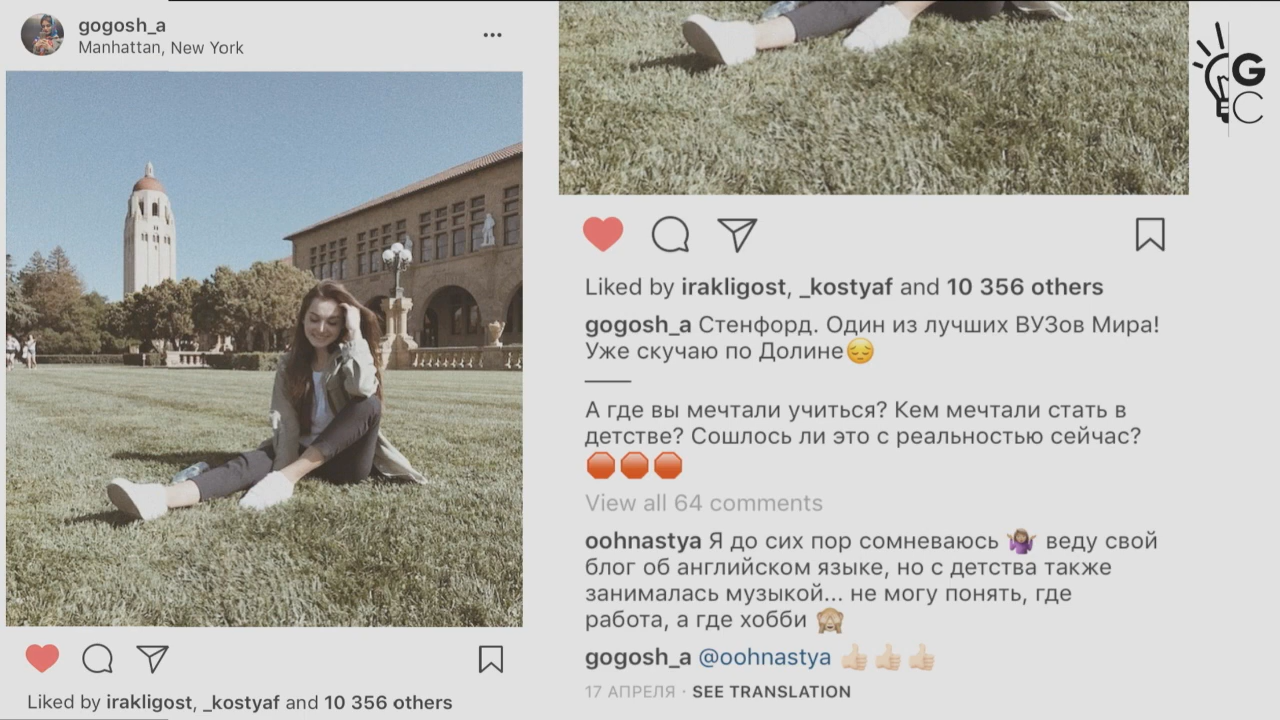 gogosh_a
Manhattan, New York
Liked by irakligost, _kostyaf and 10 356 others
GC
Liked by irakligost, _kostyaf and 10 356 others
gogosh_a Стенфорд. Один из лучших ВУЗов Мира!
Уже скучаю по Долине😔
А где вы мечтали учиться? Кем мечтали стать в
детстве? Сошлось ли это с реальностью сейчас?
🛑🛑🛑
View all 64 comments
oohnastya Я до сих пор сомневаюсь 🤷🏽‍♀️ веду свой
блог об английском языке, но с детства также
занималась музыкой... не могу понять, где
работа, а где хобби 🙈
gogosh_a @oohnastya 👍🏻👍🏻👍🏻
17 АПРЕЛЯ · SEE TRANSLATION